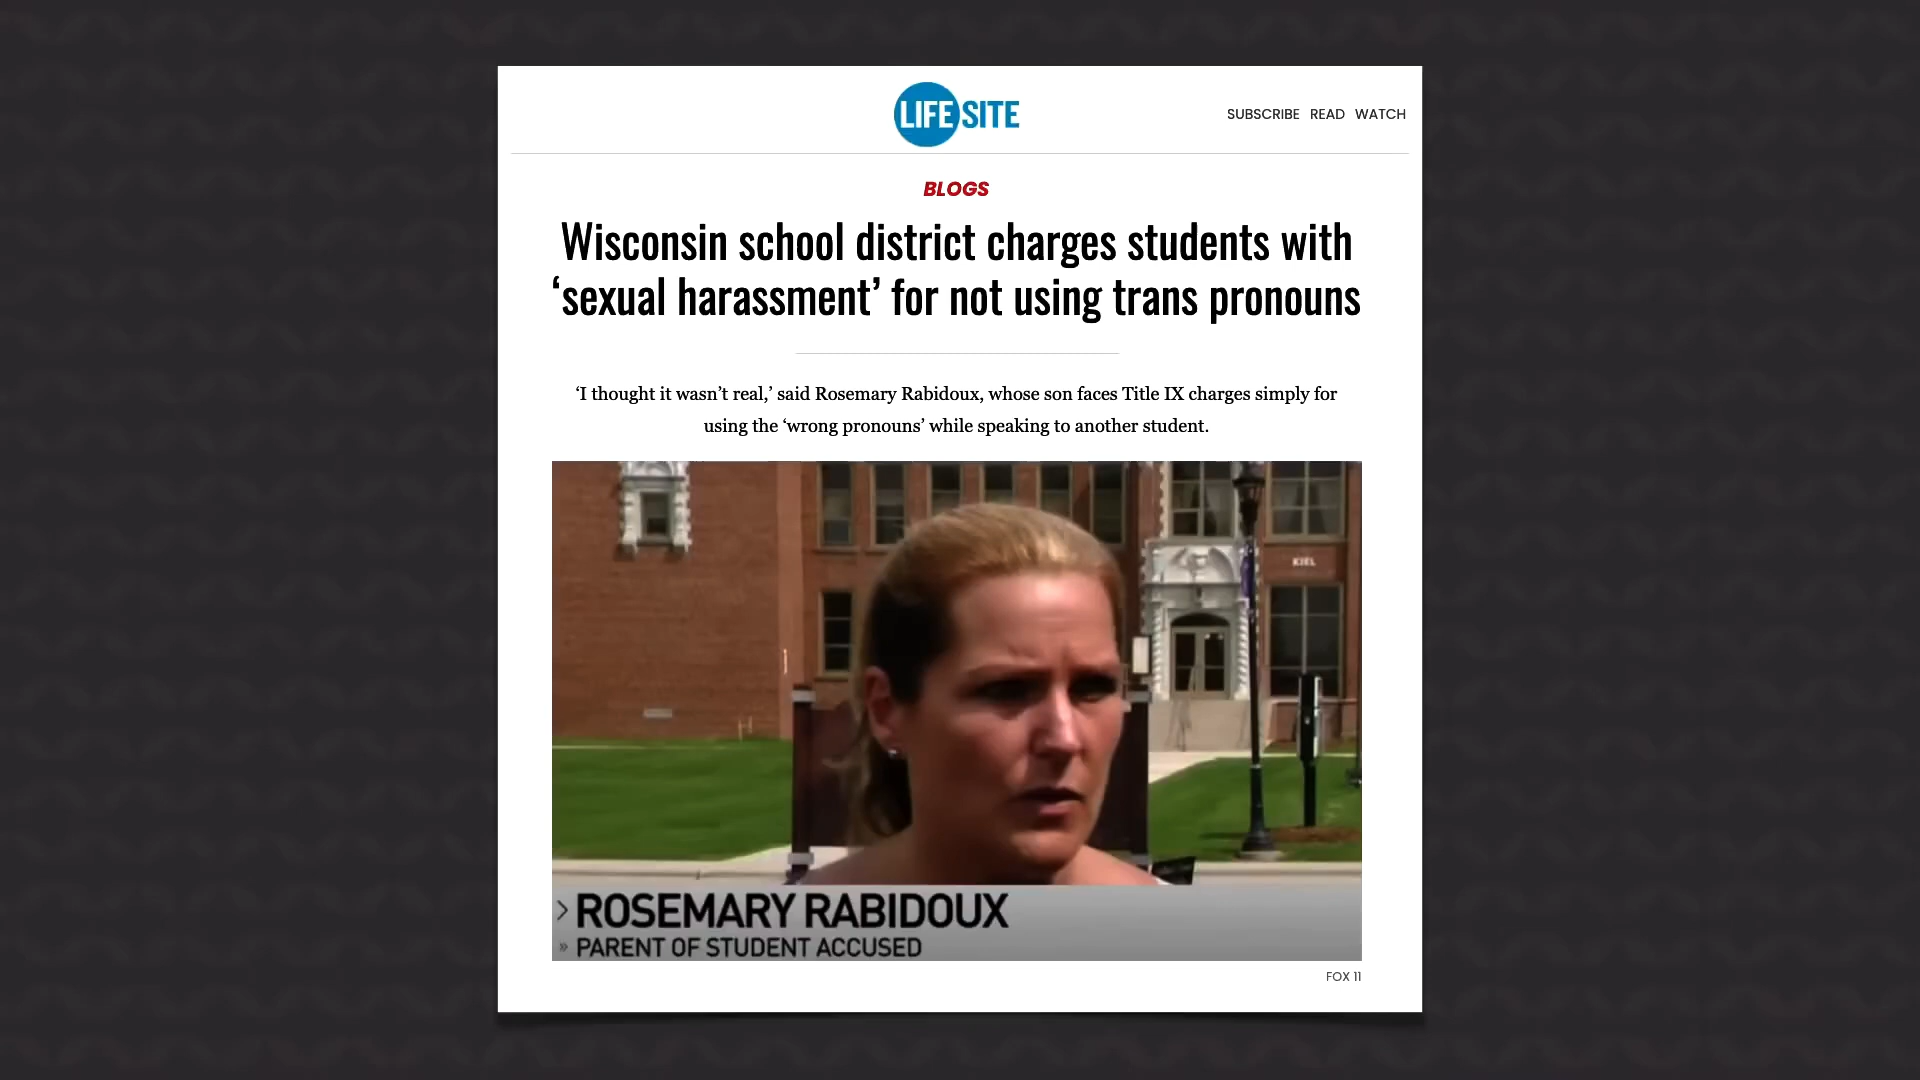 LIFE SITE
SUBSCRIBE READ WATCH
BLOGS
Wisconsin school district charges students with
‘sexual harassment’ for not using trans pronouns
‘I thought it wasn’t real,’ said Rosemary Rabidoux, whose son faces Title IX charges simply for
using the ‘wrong pronouns’ while speaking to another student.
KIEL
> ROSEMARY RABIDOUX
» PARENT OF STUDENT ACCUSED
FOX 11